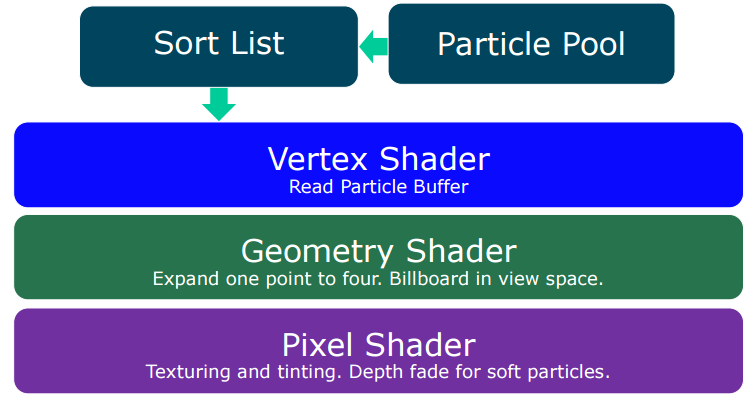 Sort List
Particle Pool
Vertex Shader
Read Particle Buffer
Geometry Shader
Expand one point to four. Billboard in view space.
Pixel Shader
Texturing and tinting. Depth fade for soft particles.